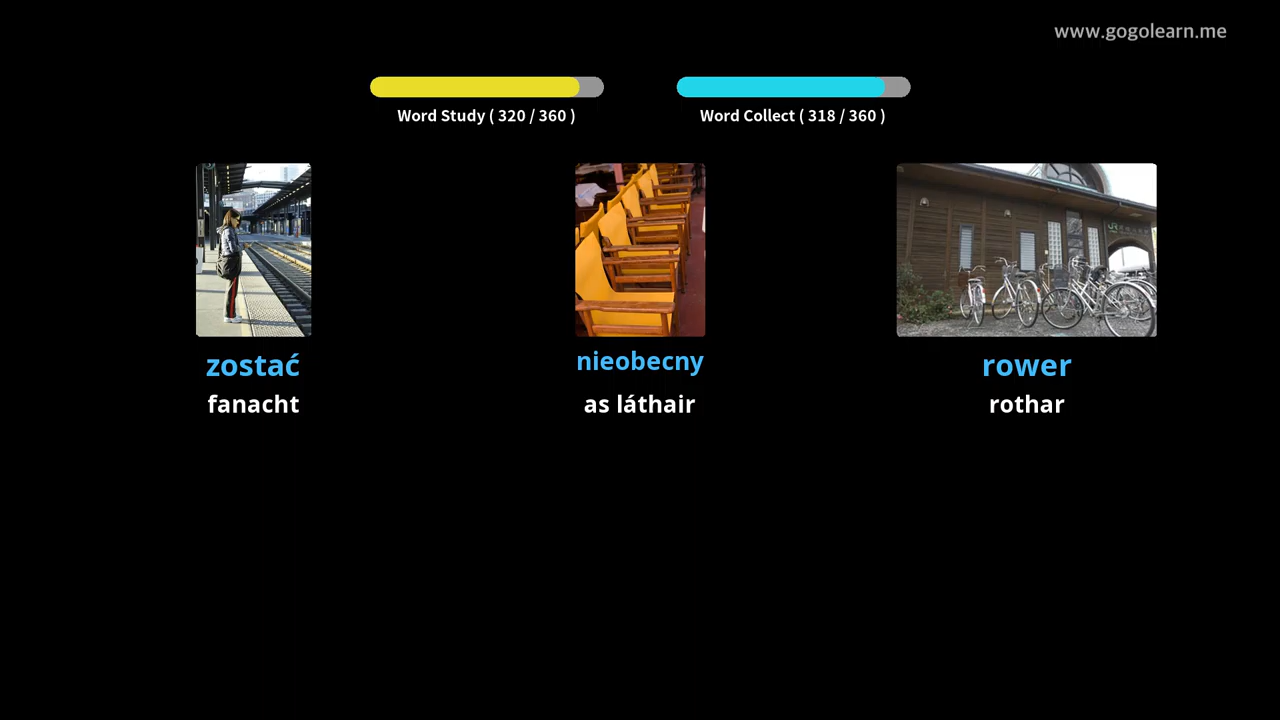 www.gogolearn.me
Word Study ( 320 / 360 )
Word Collect ( 318 / 360 )
zostać
nieobecny
rower
fanacht
as láthair
rothar